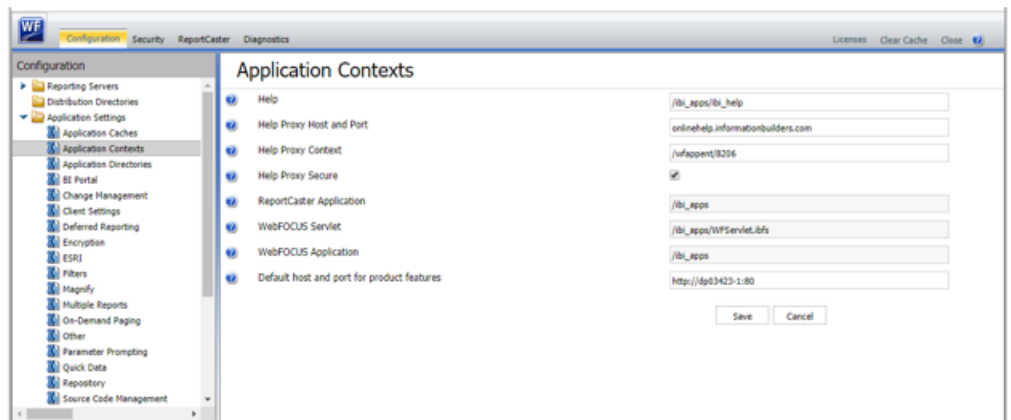 WF
Configuration Security ReportCaster Diagnostics Licenses Clear Cache Close
Configuration
Reporting Servers
Distribution Directories
Application Settings
Application Caches
Application Contexts
Application Directories
BI Portal
Change Management
Client Settings
Deferred Reporting
Encryption
ESRI
Filters
Magnify
Multiple Reports
On-Demand Paging
Other
Parameter Prompting
Quick Data
Repository
Source Code Management
Application Contexts
Help /ibi_apps/ibi_help
Help Proxy Host and Port onlinehelp.informationbuilders.com
Help Proxy Context /wfappent/8206
Help Proxy Secure
ReportCaster Application /ibi_apps
WebFOCUS Servlet /ibi_apps/WFServlet.ibfs
WebFOCUS Application /ibi_apps
Default host and port for product features http://dp03423-1:80
Save Cancel